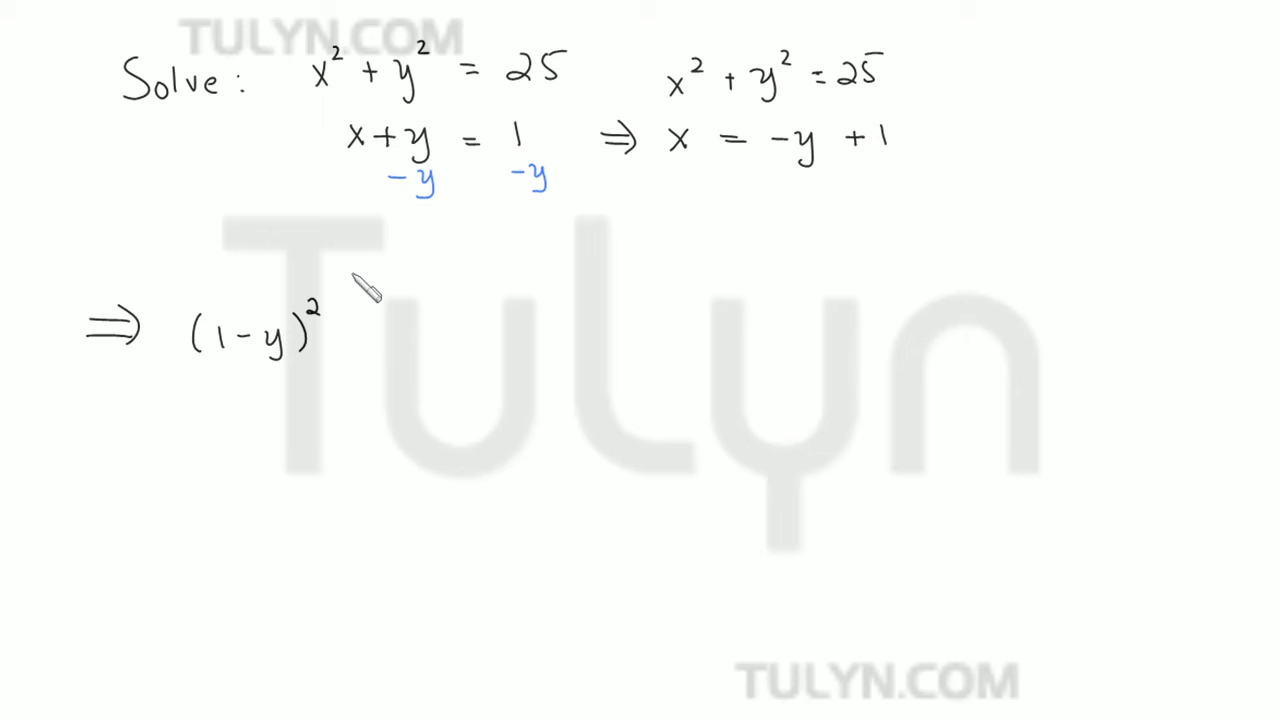 TULYN.COM
Solve: x² + y² = 25 x² + y² = 25
x + y = 1 ⇒ x = -y + 1
-y -y
⇒ (1 - y)²
TULYN
TULYN.COM